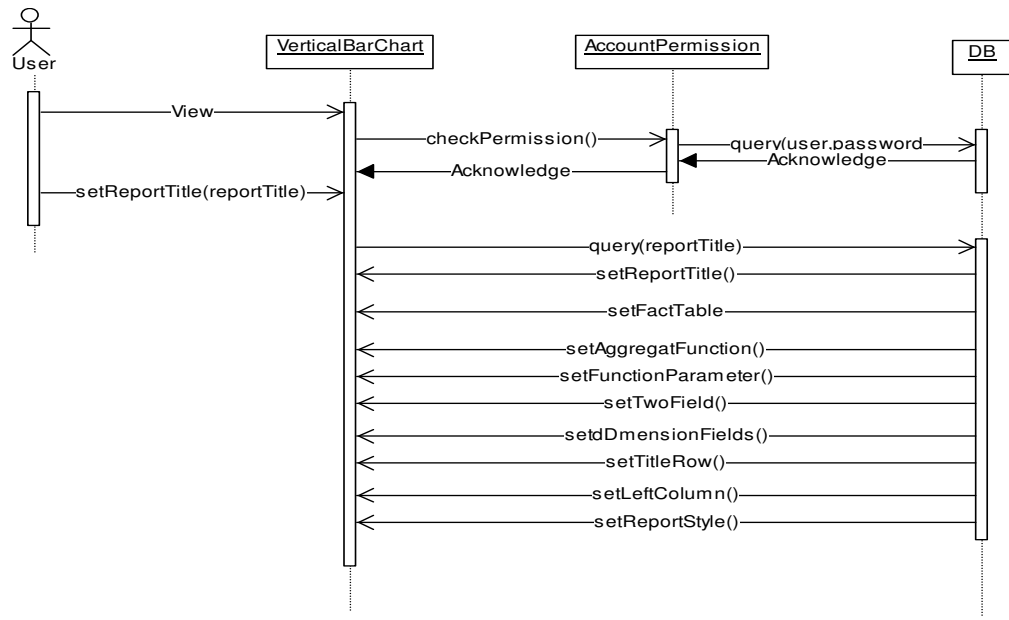 User
VerticalBarChart
AccountPermission
DB
View
checkPermission()
query(user,password
Acknowledge
Acknowledge
setReportTitle(reportTitle)
query(reportTitle)
setReportTitle()
setFactTable
setAggregatFunction()
setFunctionParameter()
setTwoField()
setdDmensionFields()
setTitleRow()
setLeftColumn()
setReportStyle()